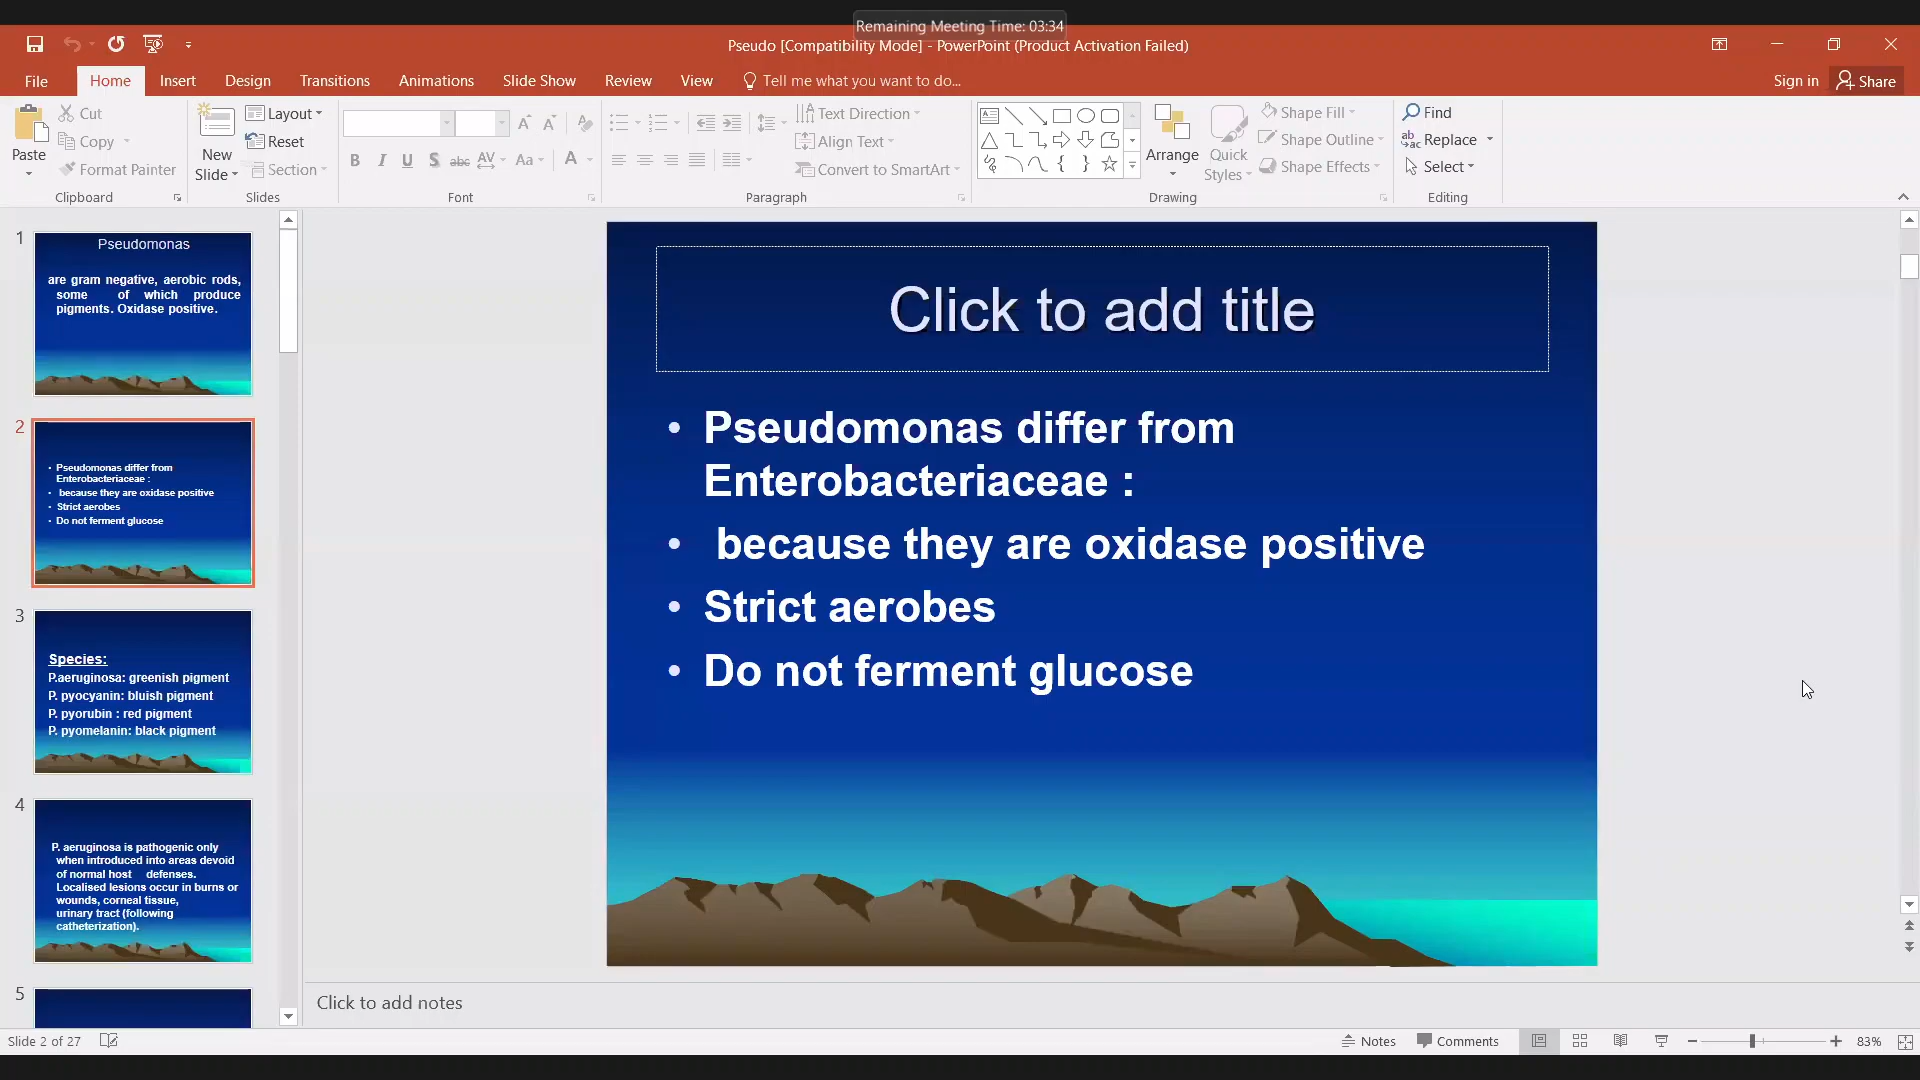 Remaining Meeting Time: 03:34
Pseudo [Compatibility Mode] - PowerPoint (Product Activation Failed)
File Home Insert Design Transitions Animations Slide Show Review View Tell me what you want to do... Sign in Share
Paste
Cut
Copy
Format Painter
Clipboard
New
Slide
Layout
Reset
Section
Slides
B I U S abc AV Aa A
Font
Text Direction
Align Text
Convert to SmartArt
Paragraph
Arrange
Quick
Styles
Shape Fill
Shape Outline
Shape Effects
Drawing
Find
Replace
Select
Editing
1
Pseudomonas
are gram negative, aerobic rods,
some of which produce
pigments. Oxidase positive.
2
• Pseudomonas differ from
Enterobacteriaceae :
• because they are oxidase positive
• Strict aerobes
• Do not ferment glucose
3
Species:
P.aeruginosa: greenish pigment
P. pyocyanin: bluish pigment
P. pyorubin : red pigment
P. pyomelanin: black pigment
4
P. aeruginosa is pathogenic only
when introduced into areas devoid
of normal host defenses.
Localised lesions occur in burns or
wounds, corneal tissue,
urinary tract (following
catheterization).
5
Click to add title
• Pseudomonas differ from
Enterobacteriaceae :
• because they are oxidase positive
• Strict aerobes
• Do not ferment glucose
Click to add notes
Slide 2 of 27
Notes Comments 83%